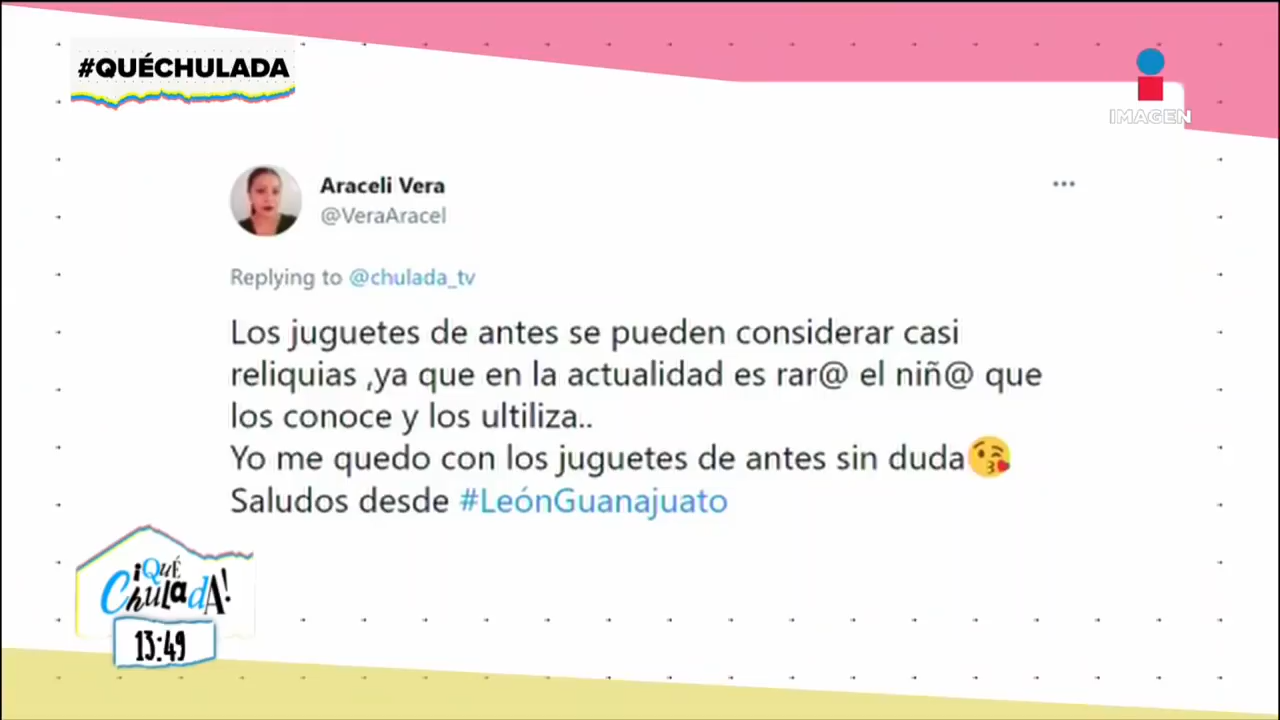 #QUÉCHULADA
IMAGEN
Araceli Vera
@VeraAracel
Replying to @chulada_tv
Los juguetes de antes se pueden considerar casi
reliquias ,ya que en la actualidad es rar@ el niñ@ que
los conoce y los ultiliza..
Yo me quedo con los juguetes de antes sin duda😘
Saludos desde #LeónGuanajuato
¡QUÉ
ChuladA!
13:49